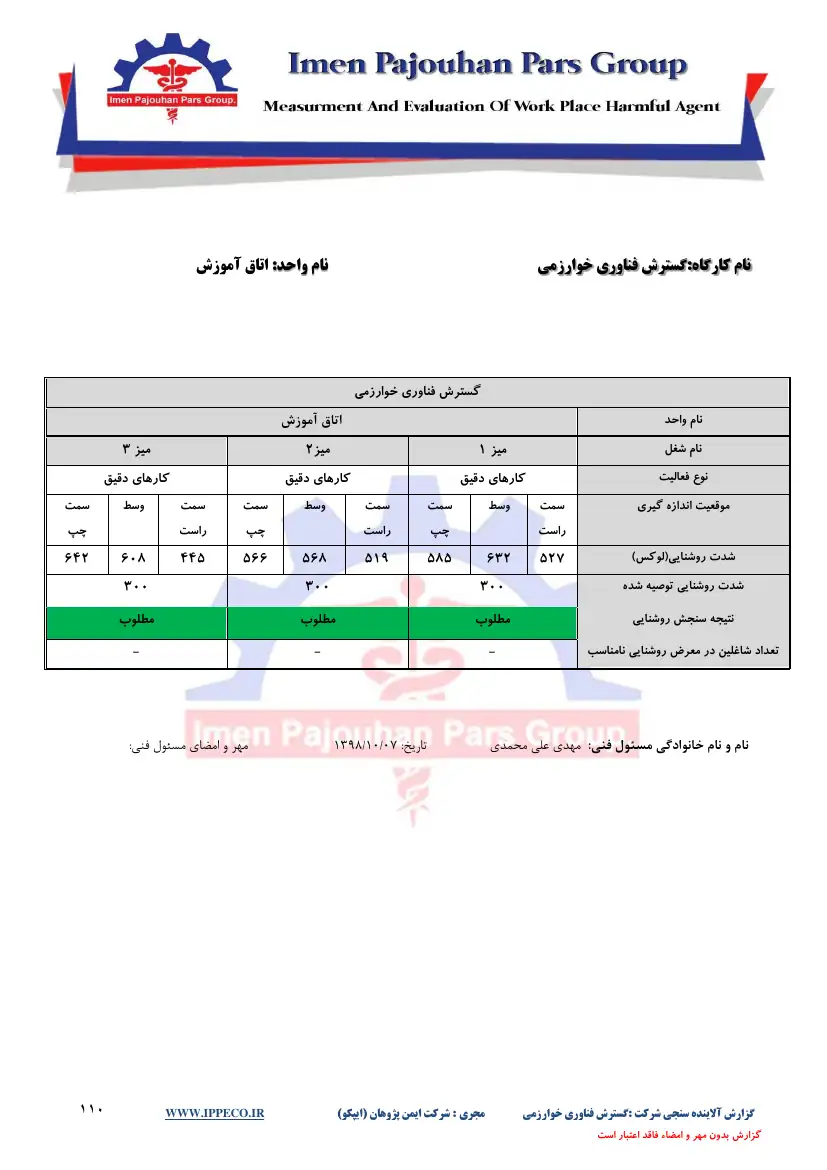 Imen Pajouhan Pars Group
Imen Pajouhan Pars Group.
Measurment And Evaluation Of Work Place Harmful Agent
نام کارگاه:گسترش فناوری خوارزمی نام واحد: اتاق آموزش
گسترش فناوری خوارزمی
نام واحد اتاق آموزش
نام شغل میز ۱ میز۲ میز ۳
نوع فعالیت کارهای دقیق کارهای دقیق کارهای دقیق
موقعیت اندازه گیری سمت راست وسط سمت چپ سمت راست وسط سمت چپ سمت راست وسط سمت چپ
شدت روشنایی(لوکس) ۵۲۷ ۶۳۲ ۵۸۵ ۵۱۹ ۵۶۸ ۵۶۶ ۴۴۵ ۶۰۸ ۶۴۲
شدت روشنایی توصیه شده ۳۰۰ ۳۰۰ ۳۰۰
نتیجه سنجش روشنایی مطلوب مطلوب مطلوب
تعداد شاغلین در معرض روشنایی نامناسب - - -
Imen Pajouhan Pars Group.
نام و نام خانوادگی مسئول فنی: مهدی علی محمدی تاریخ: ۱۳۹۸/۱۰/۰۷ مهر و امضای مسئول فنی:
گزارش آلاینده سنجی شرکت :گسترش فناوری خوارزمی مجری : شرکت ایمن پژوهان (ایپکو) WWW.IPPECO.IR ۱۱۰
گزارش بدون مهر و امضاء فاقد اعتبار است